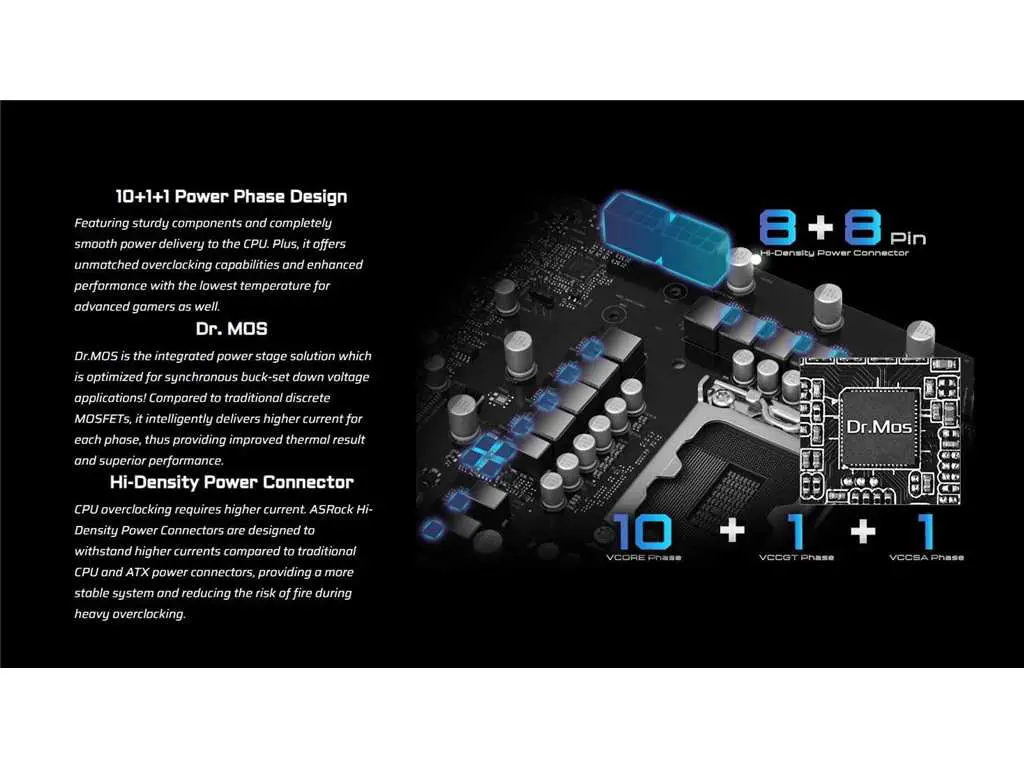 10+1+1 Power Phase Design
Featuring sturdy components and completely
smooth power delivery to the CPU. Plus, it offers
unmatched overclocking capabilities and enhanced
performance with the lowest temperature for
advanced gamers as well.
Dr. MOS
Dr.MOS is the integrated power stage solution which
is optimized for synchronous buck-set down voltage
applications! Compared to traditional discrete
MOSFETs, it intelligently delivers higher current for
each phase, thus providing improved thermal result
and superior performance.
Hi-Density Power Connector
CPU overclocking requires higher current. ASRock Hi-
Density Power Connectors are designed to
withstand higher currents compared to traditional
CPU and ATX power connectors, providing a more
stable system and reducing the risk of fire during
heavy overclocking.
8 + 8 Pin
Hi-Density Power Connector
Dr.Mos
10 + 1 + 1
VCORE Phase VCCGT Phase VCCSA Phase